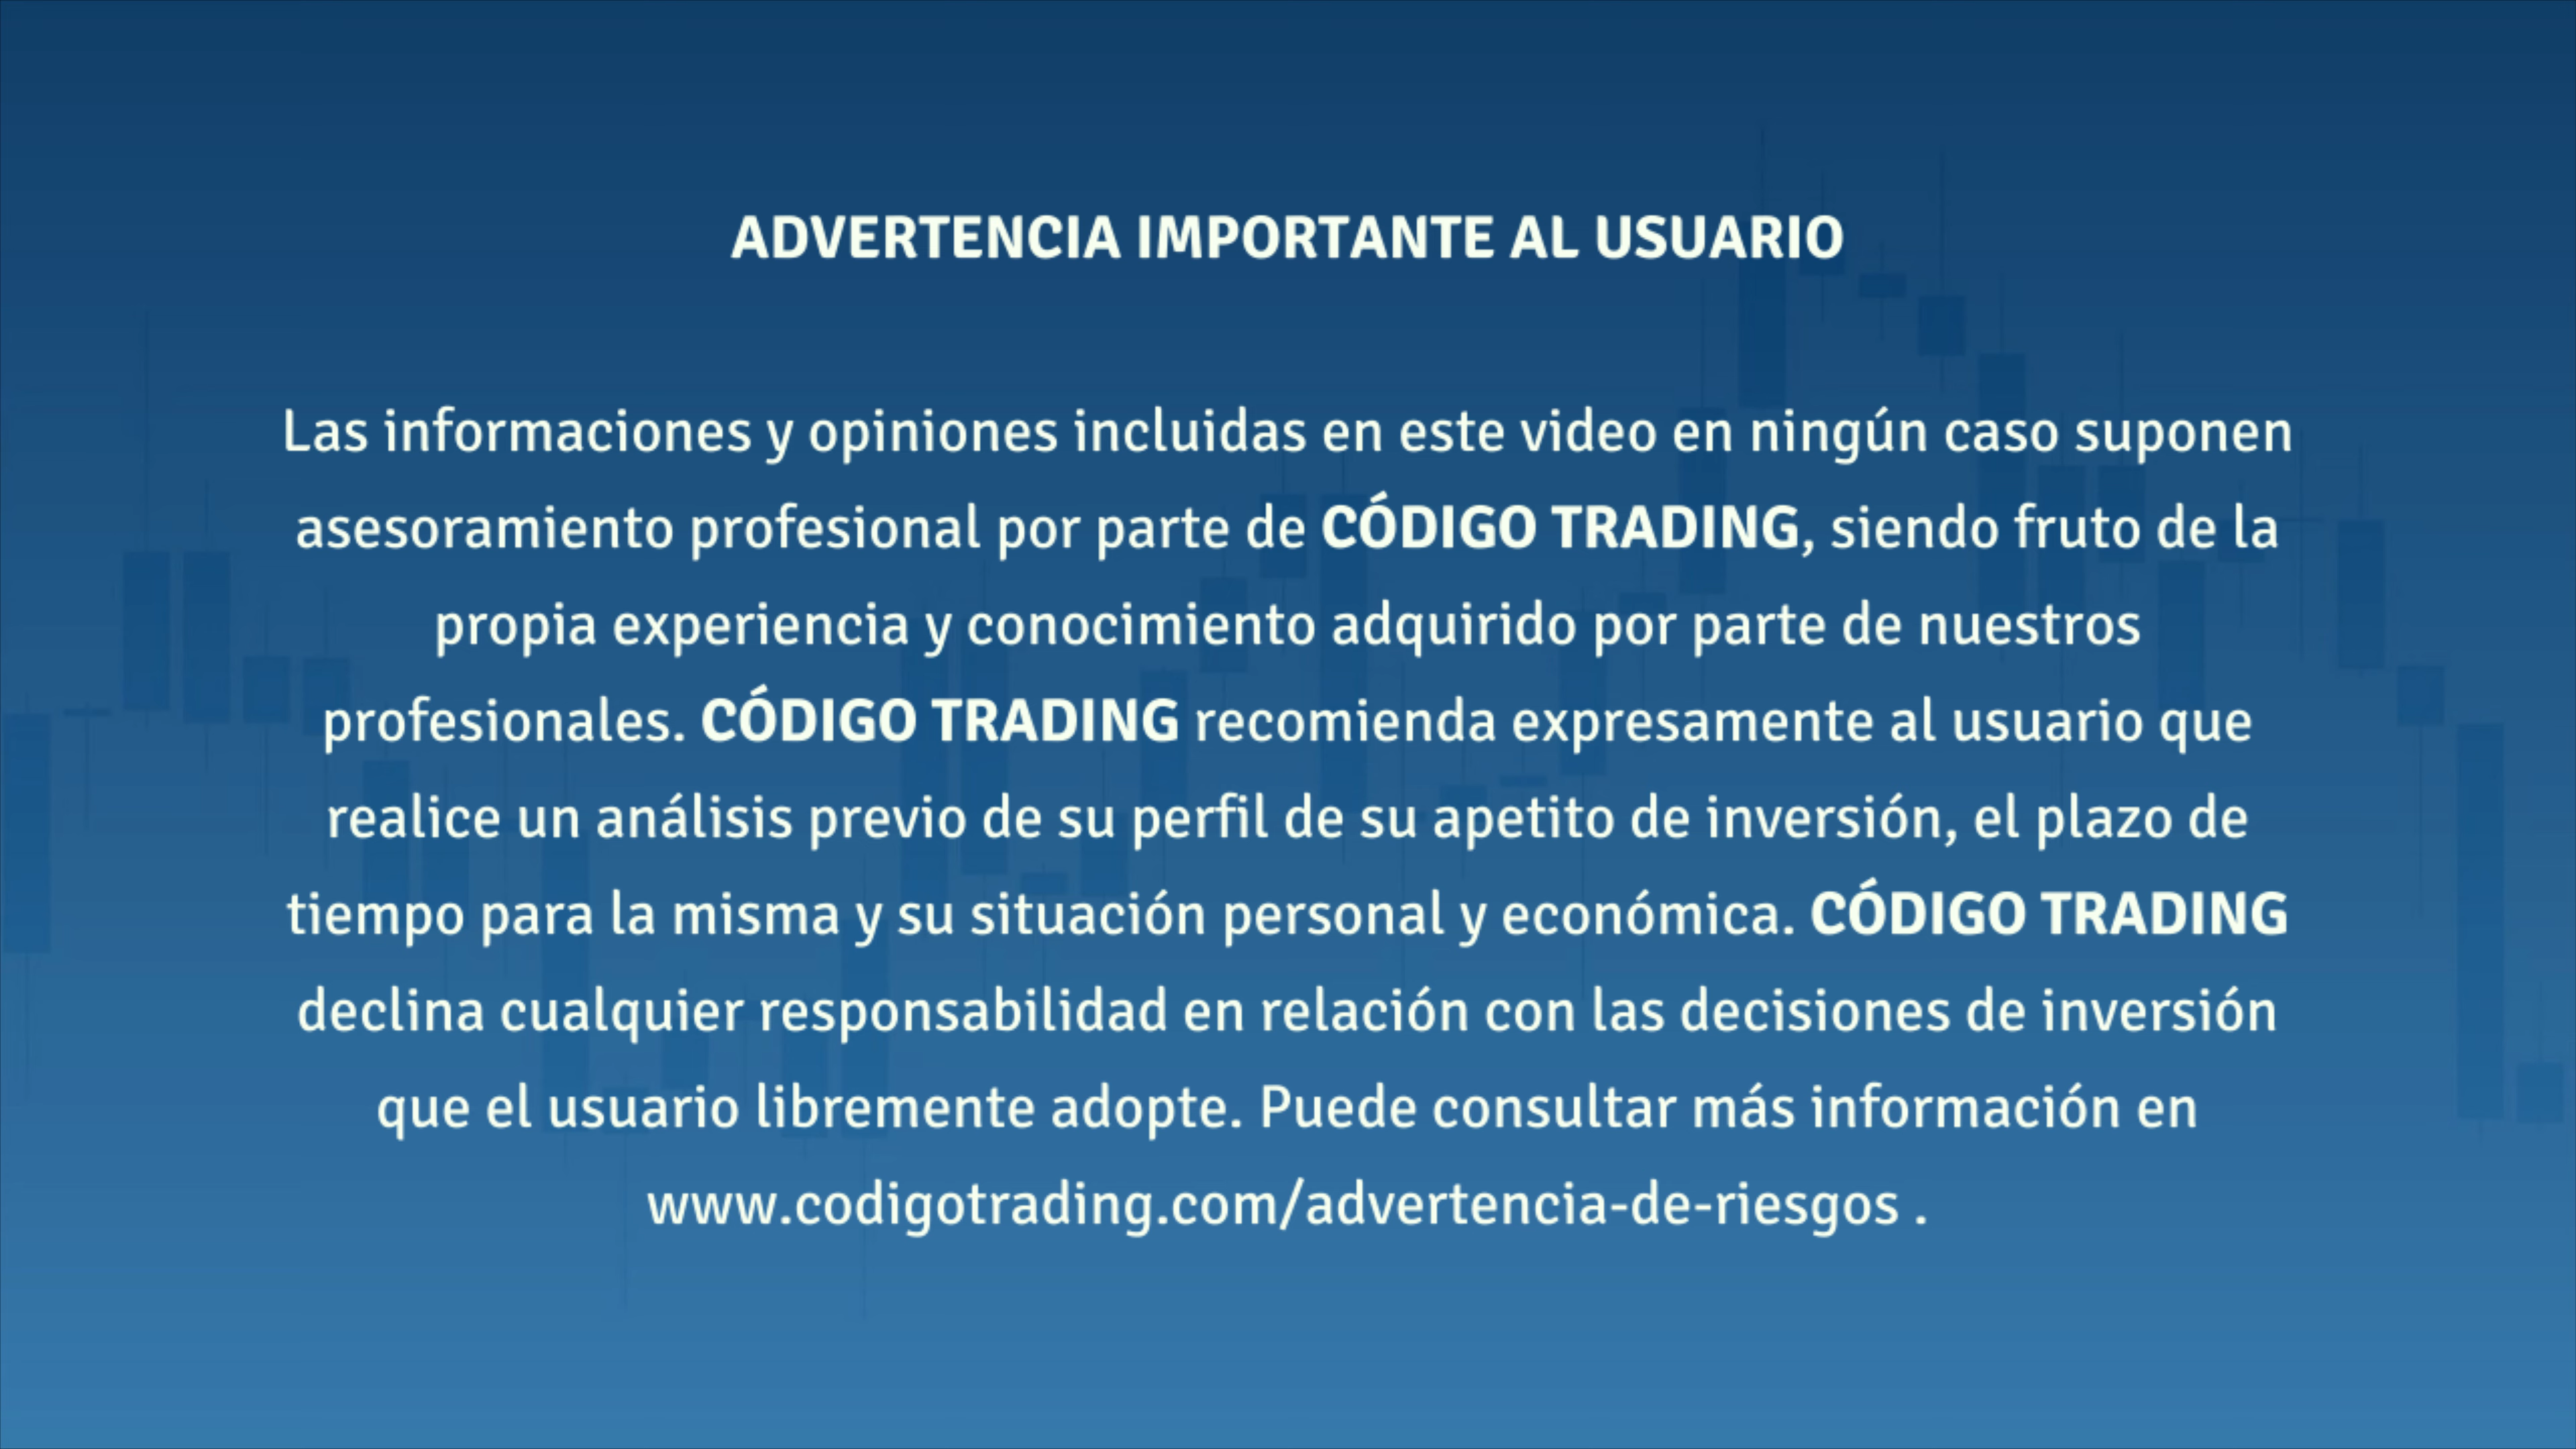 ADVERTENCIA IMPORTANTE AL USUARIO
Las informaciones y opiniones incluidas en este video en ningún caso suponen
asesoramiento profesional por parte de CÓDIGO TRADING, siendo fruto de la
propia experiencia y conocimiento adquirido por parte de nuestros
profesionales. CÓDIGO TRADING recomienda expresamente al usuario que
realice un análisis previo de su perfil de su apetito de inversión, el plazo de
tiempo para la misma y su situación personal y económica. CÓDIGO TRADING
declina cualquier responsabilidad en relación con las decisiones de inversión
que el usuario libremente adopte. Puede consultar más información en
www.codigotrading.com/advertencia-de-riesgos .